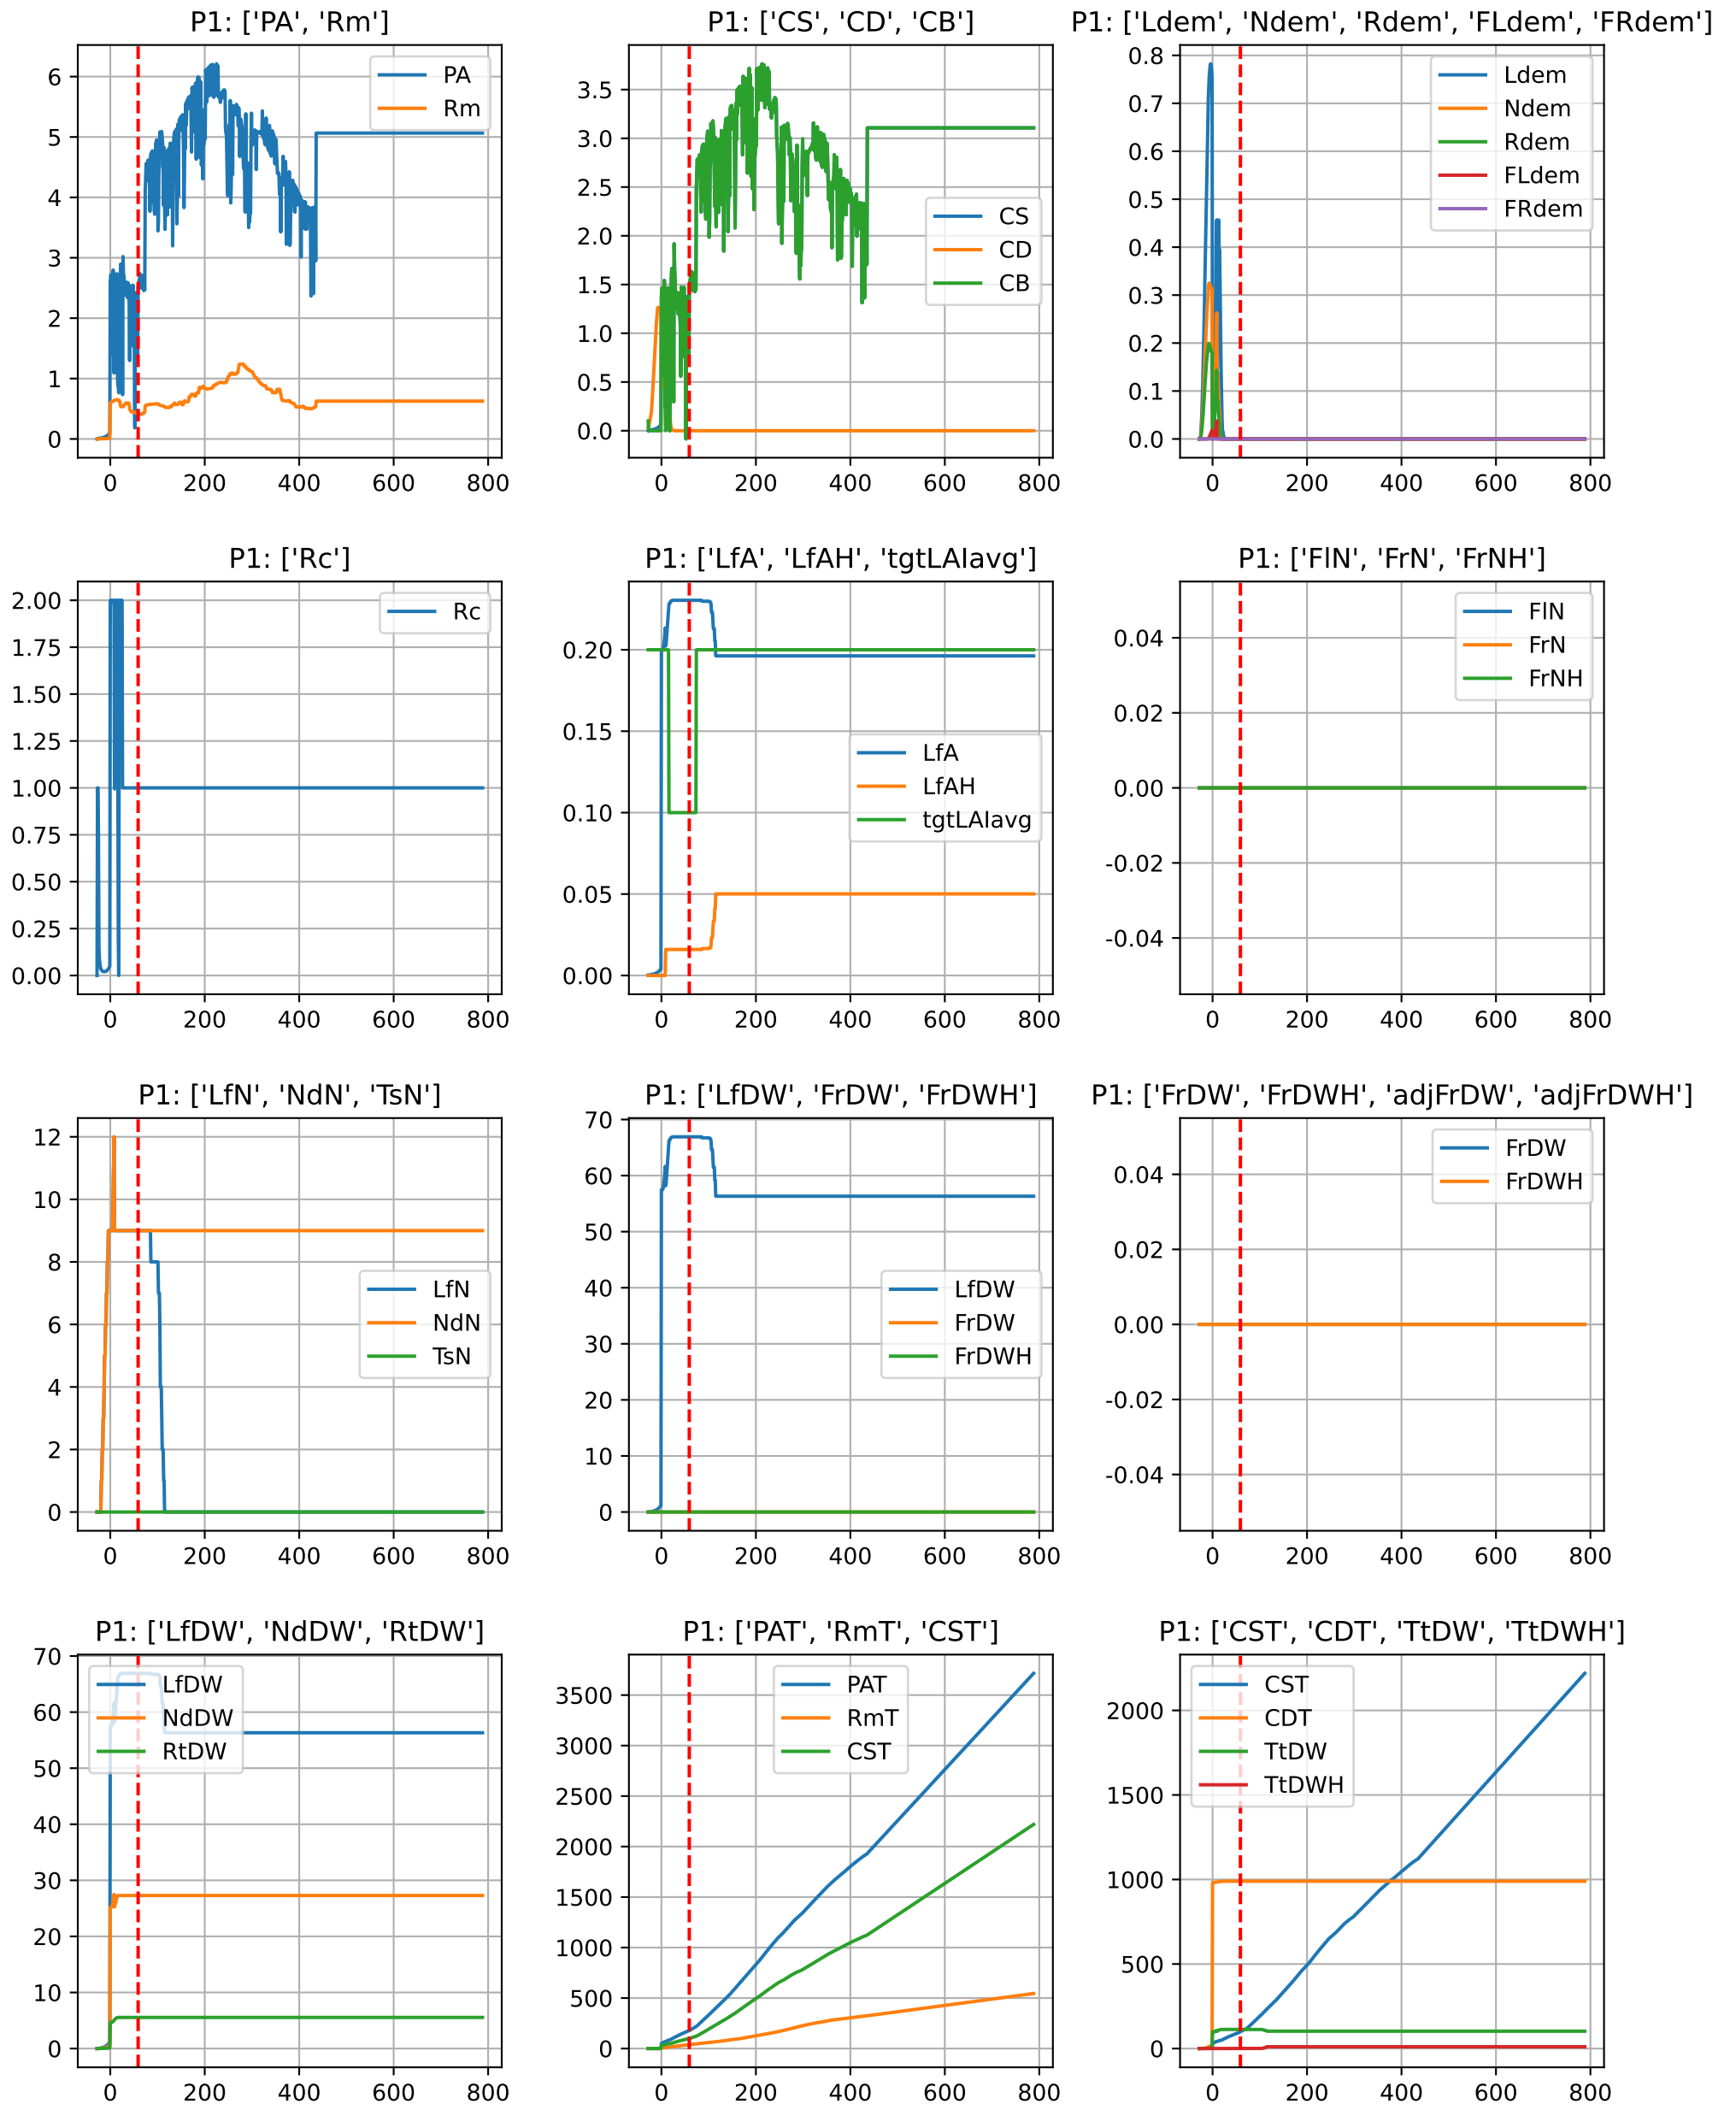 P1: ['PA', 'Rm']
P1: ['CS', 'CD', 'CB']
P1: ['Ldem', 'Ndem', 'Rdem', 'FLdem', 'FRdem']
6
5
4
3
2
1
0
PA
Rm
0 200 400 600 800
3.5
3.0
2.5
2.0
1.5
1.0
0.5
0.0
CS
CD
CB
0 200 400 600 800
0.8
0.7
0.6
0.5
0.4
0.3
0.2
0.1
0.0
Ldem
Ndem
Rdem
FLdem
FRdem
0 200 400 600 800
P1: ['Rc']
P1: ['LfA', 'LfAH', 'tgtLAIavg']
P1: ['FlN', 'FrN', 'FrNH']
2.00
1.75
1.50
1.25
1.00
0.75
0.50
0.25
0.00
Rc
0 200 400 600 800
0.20
0.15
0.10
0.05
0.00
LfA
LfAH
tgtLAIavg
0 200 400 600 800
0.04
0.02
0.00
-0.02
-0.04
FlN
FrN
FrNH
0 200 400 600 800
P1: ['LfN', 'NdN', 'TsN']
P1: ['LfDW', 'FrDW', 'FrDWH']
P1: ['FrDW', 'FrDWH', 'adjFrDW', 'adjFrDWH']
12
10
8
6
4
2
0
LfN
NdN
TsN
0 200 400 600 800
70
60
50
40
30
20
10
0
LfDW
FrDW
FrDWH
0 200 400 600 800
0.04
0.02
0.00
-0.02
-0.04
FrDW
FrDWH
0 200 400 600 800
P1: ['LfDW', 'NdDW', 'RtDW']
P1: ['PAT', 'RmT', 'CST']
P1: ['CST', 'CDT', 'TtDW', 'TtDWH']
70
60
50
40
30
20
10
0
LfDW
NdDW
RtDW
0 200 400 600 800
3500
3000
2500
2000
1500
1000
500
0
PAT
RmT
CST
0 200 400 600 800
2000
1500
1000
500
0
CST
CDT
TtDW
TtDWH
0 200 400 600 800